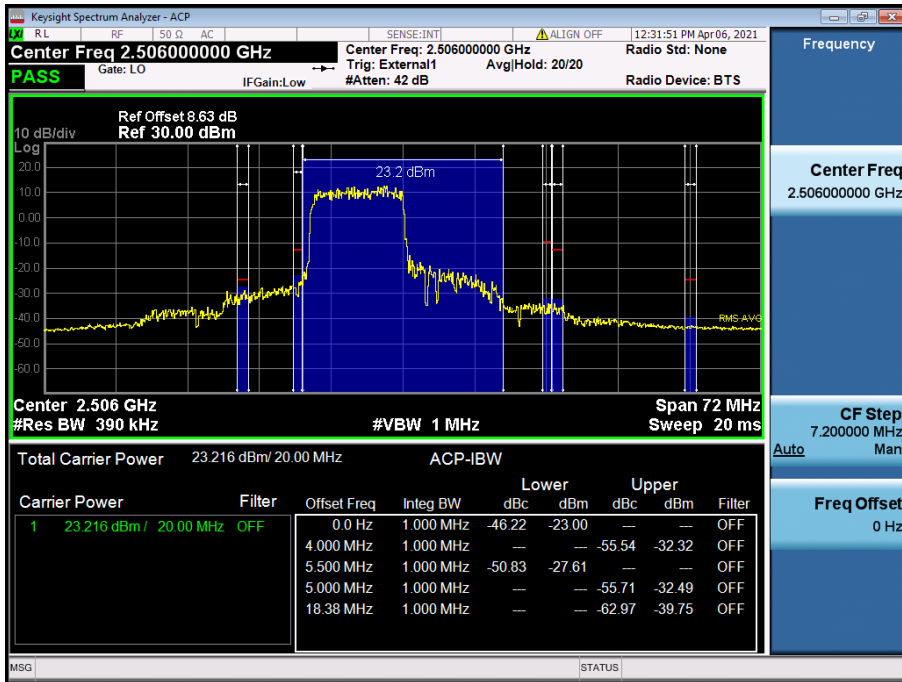 Keysight Spectrum Analyzer - ACP
LXI RL RF 50 Ω AC SENSE:INT ALIGN OFF 12:31:51 PM Apr 06, 2021
Center Freq 2.506000000 GHz
Center Freq: 2.506000000 GHz
Radio Std: None
PASS
Gate: LO
IFGain:Low
Trig: External1
Avg|Hold: 20/20
#Atten: 42 dB
Radio Device: BTS
10 dB/div
Ref Offset 8.63 dB
Ref 30.00 dBm
Log
20.0
10.0
0.00
-10.0
-20.0
-30.0
-40.0
-50.0
-60.0
23.2 dBm
RMS AVG
Center 2.506 GHz
Span 72 MHz
#Res BW 390 kHz
#VBW 1 MHz
Sweep 20 ms
Total Carrier Power 23.216 dBm/ 20.00 MHz ACP-IBW
Lower Upper
Carrier Power Filter Offset Freq Integ BW dBc dBm dBc dBm Filter
1 23.216 dBm / 20.00 MHz OFF
0.0 Hz 1.000 MHz -46.22 -23.00 --- --- OFF
4.000 MHz 1.000 MHz --- --- -55.54 -32.32 OFF
5.500 MHz 1.000 MHz -50.83 -27.61 --- --- OFF
5.000 MHz 1.000 MHz --- --- -55.71 -32.49 OFF
18.38 MHz 1.000 MHz --- --- -62.97 -39.75 OFF
MSG
STATUS
Frequency
Center Freq
2.506000000 GHz
CF Step
7.200000 MHz
Auto Man
Freq Offset
0 Hz